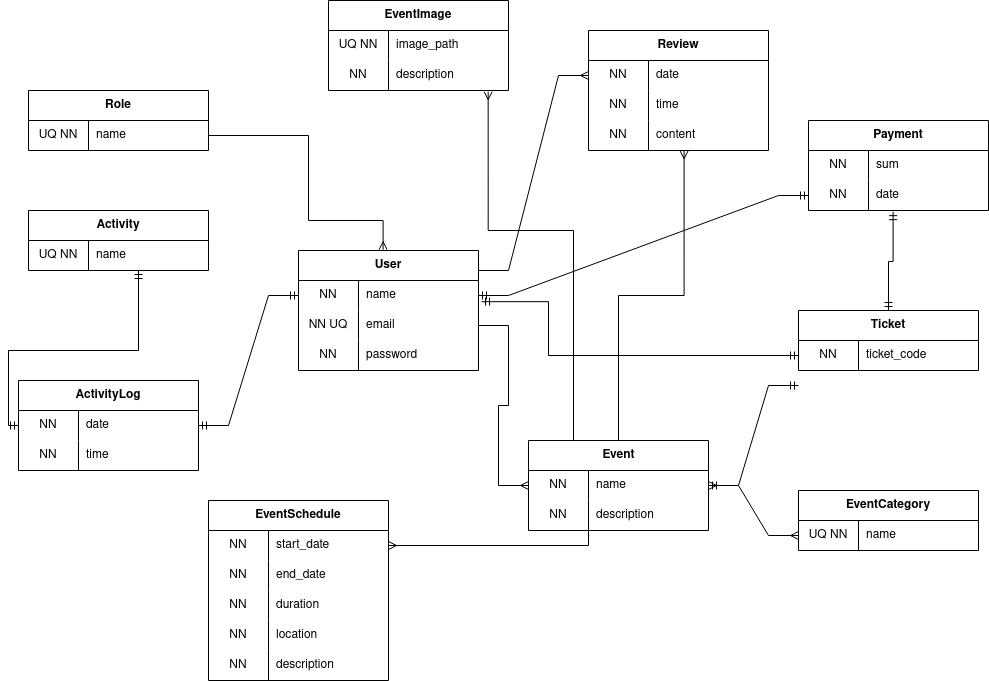 EventImage
UQ NN image_path
NN description
Review
NN date
NN time
NN content
Role
UQ NN name
Payment
NN sum
NN date
Activity
UQ NN name
User
NN name
NN UQ email
NN password
Ticket
NN ticket_code
ActivityLog
NN date
NN time
Event
NN name
NN description
EventCategory
UQ NN name
EventSchedule
NN start_date
NN end_date
NN duration
NN location
NN description